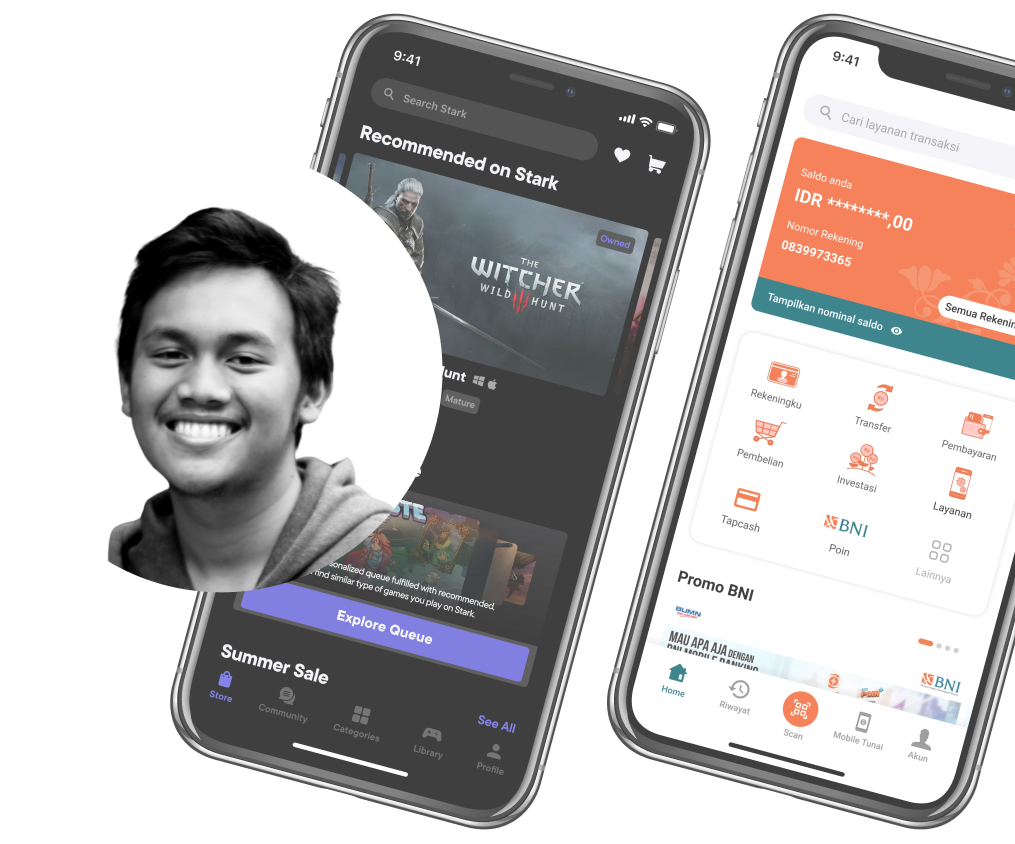 9:41
Search Stark
Recommended on Stark
Owned
THE
WITCHER
WILD HUNT
Mature
sonalized queue fulfilled with recommended,
find similar type of games you play on Stark.
Explore Queue
Summer Sale
See All
Store
Community
Categories
Library
Profile
9:41
Cari layanan transaksi
Saldo anda
IDR ********,00
Nomor Rekening
0839973365
Semua Rekenin
Tampilkan nominal saldo
Rekeningku
Transfer
Pembayaran
Pembelian
Investasi
Layanan
Tapcash
BNI
Poin
Lainnya
Promo BNI
BUMN
BNI
MAU APA AJA DENGAN
BNI MOBILE BANKING
Home
Riwayat
Scan
Mobile Tunai
Akun